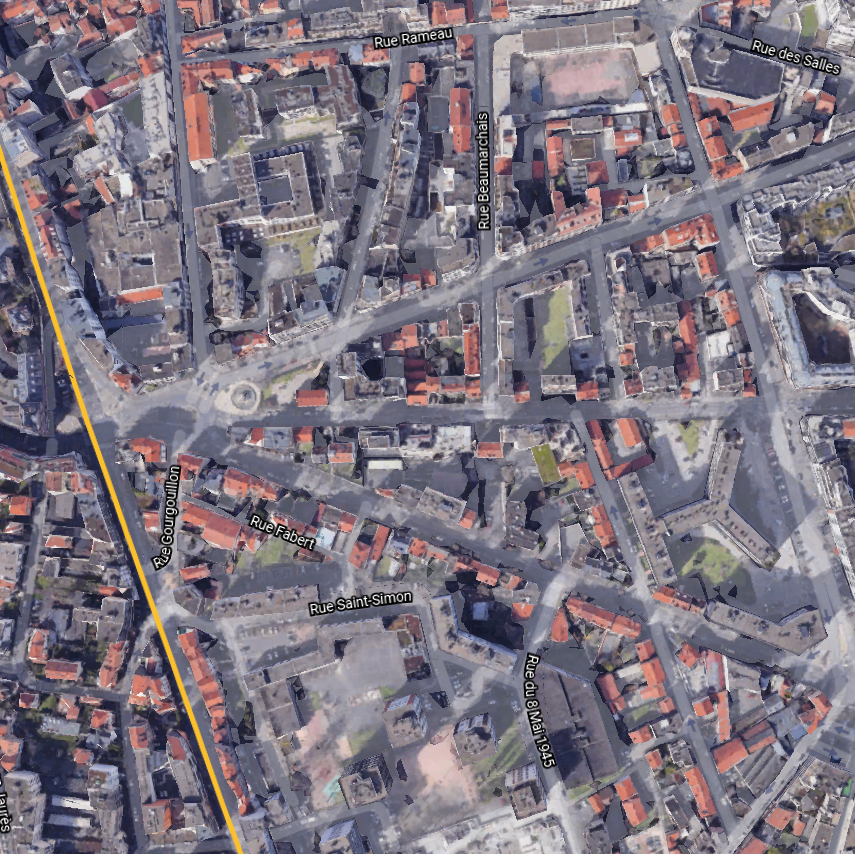 Rue Rameau
Rue des Salles
Rue Beaumarchais
Rue Gourgouillon
Rue Fabert
Rue Saint-Simon
Rue du 8 Mai 1945
Jaurès